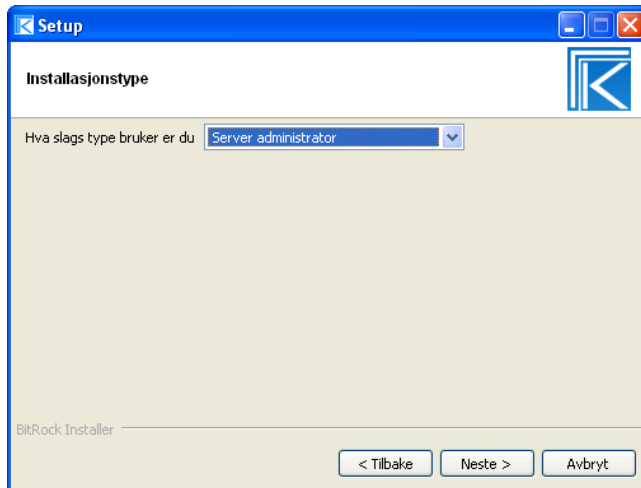 Setup
Installasjonstype
Hva slags type bruker er du Server administrator
BitRock Installer
< Tilbake Neste > Avbryt